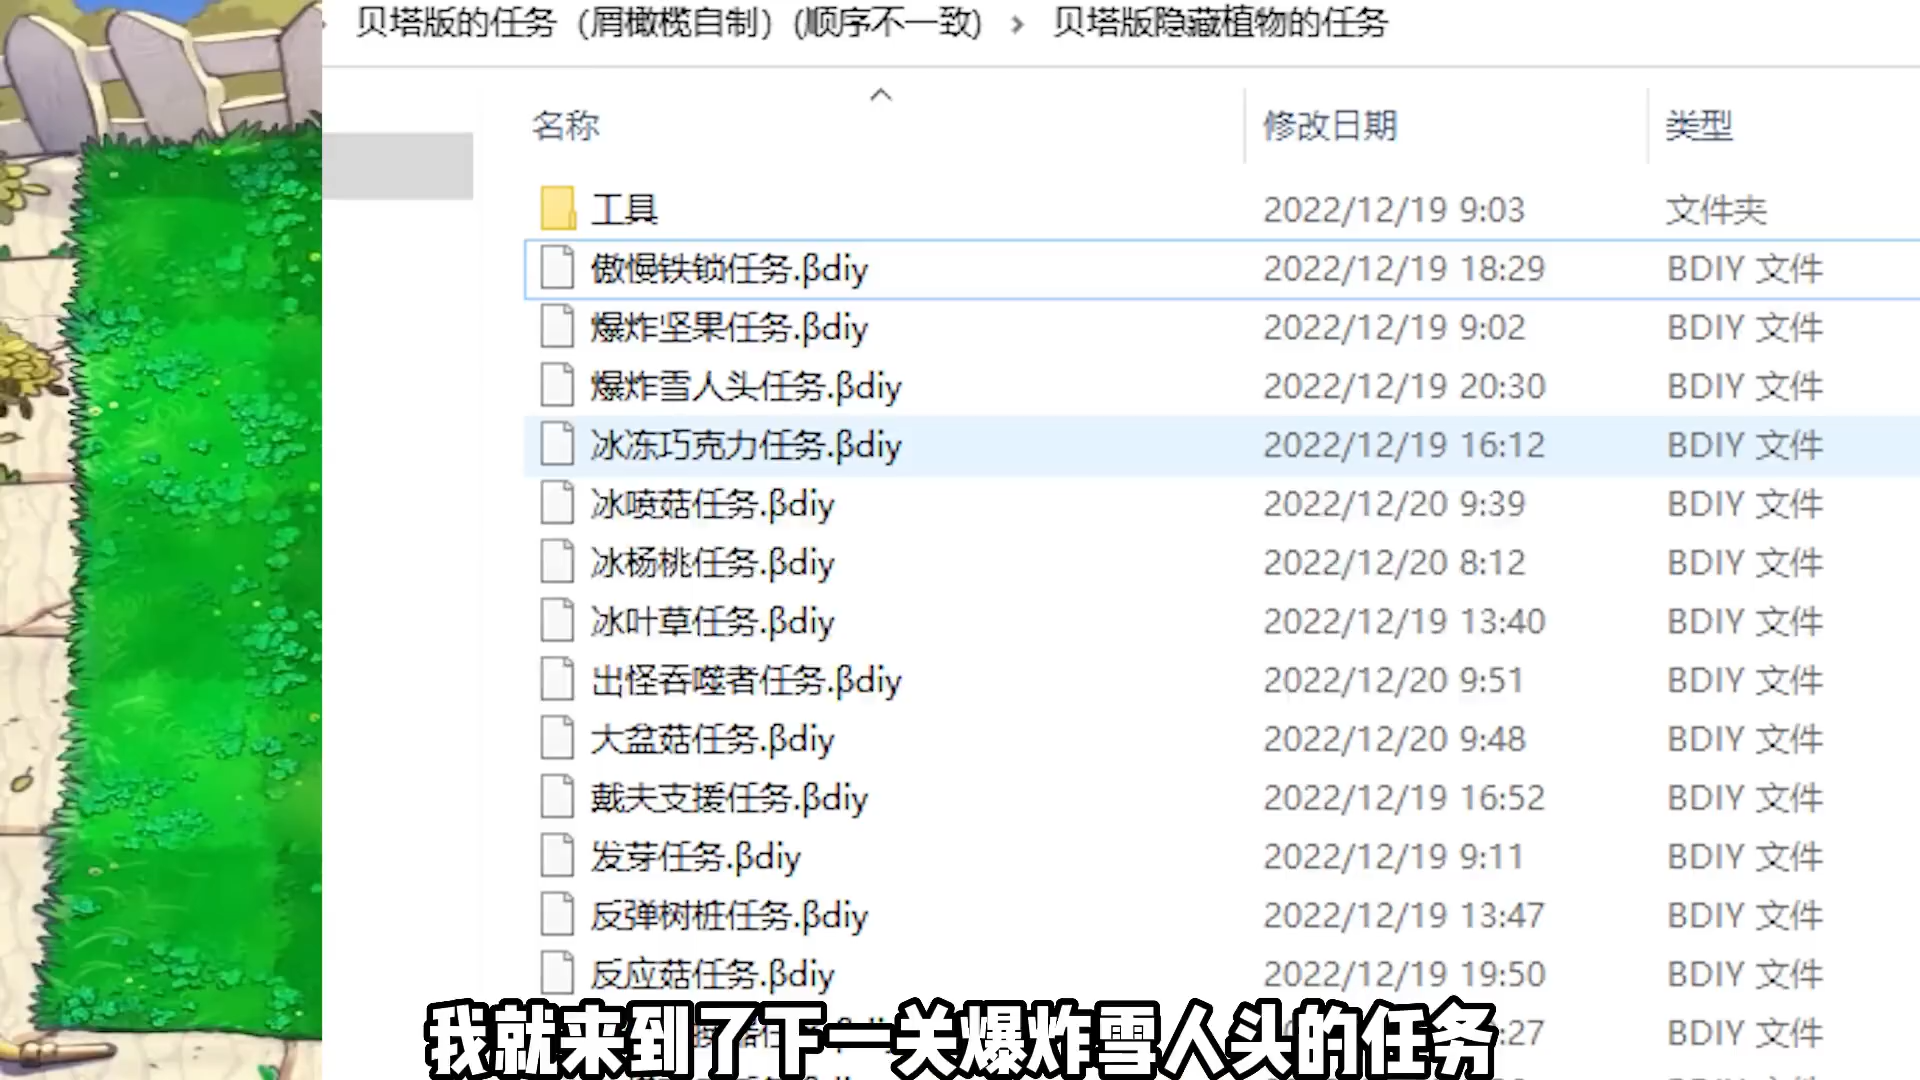 贝塔版的任务（屑橄榄自制）(顺序不一致) › 贝塔版隐藏植物的任务
名称 修改日期 类型
工具 2022/12/19 9:03 文件夹
傲慢铁锁任务.βdiy 2022/12/19 18:29 BDIY 文件
爆炸坚果任务.βdiy 2022/12/19 9:02 BDIY 文件
爆炸雪人头任务.βdiy 2022/12/19 20:30 BDIY 文件
冰冻巧克力任务.βdiy 2022/12/19 16:12 BDIY 文件
冰喷菇任务.βdiy 2022/12/20 9:39 BDIY 文件
冰杨桃任务.βdiy 2022/12/20 8:12 BDIY 文件
冰叶草任务.βdiy 2022/12/19 13:40 BDIY 文件
出怪吞噬者任务.βdiy 2022/12/20 9:51 BDIY 文件
大盆菇任务.βdiy 2022/12/20 9:48 BDIY 文件
戴夫支援任务.βdiy 2022/12/19 16:52 BDIY 文件
发芽任务.βdiy 2022/12/19 9:11 BDIY 文件
反弹树桩任务.βdiy 2022/12/19 13:47 BDIY 文件
反应菇任务.βdiy 2022/12/19 19:50 BDIY 文件
:27 BDIY 文件
我就来到了下一关爆炸雪人头的任务